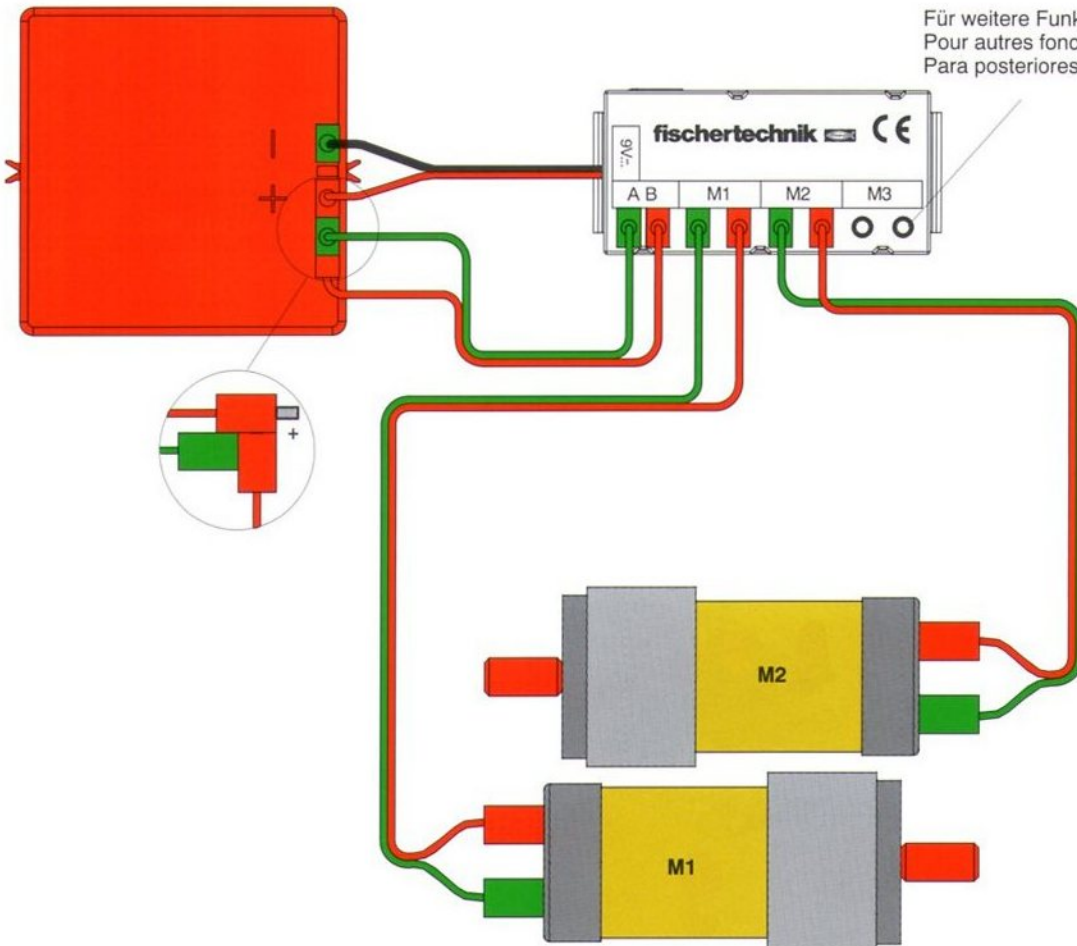 Für weitere Funk
Pour autres fonc
Para posteriores
− 
+
fischertechnik CE
9V=...
A B M1 M2 M3
+
M2
M1